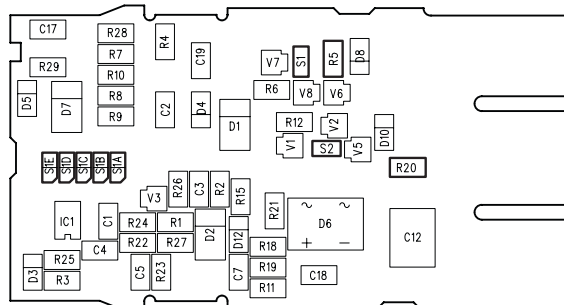 C17
R28
R4
R7
R29
R10
C19
V7
S1
R5
D8
D5
D7
R8
R9
C2
D4
D1
R6
V8
V6
R12
V2
V1
S2
V5
D10
R20
S1E
S1D
S1C
S1B
S1A
V3
R26
C3
R2
R15
R21
IC1
C1
R24
R1
D2
D12
~ ~
D6
+ −
C12
C4
R22
R27
R18
D3
R25
R3
C5
R23
C7
R19
R11
C18